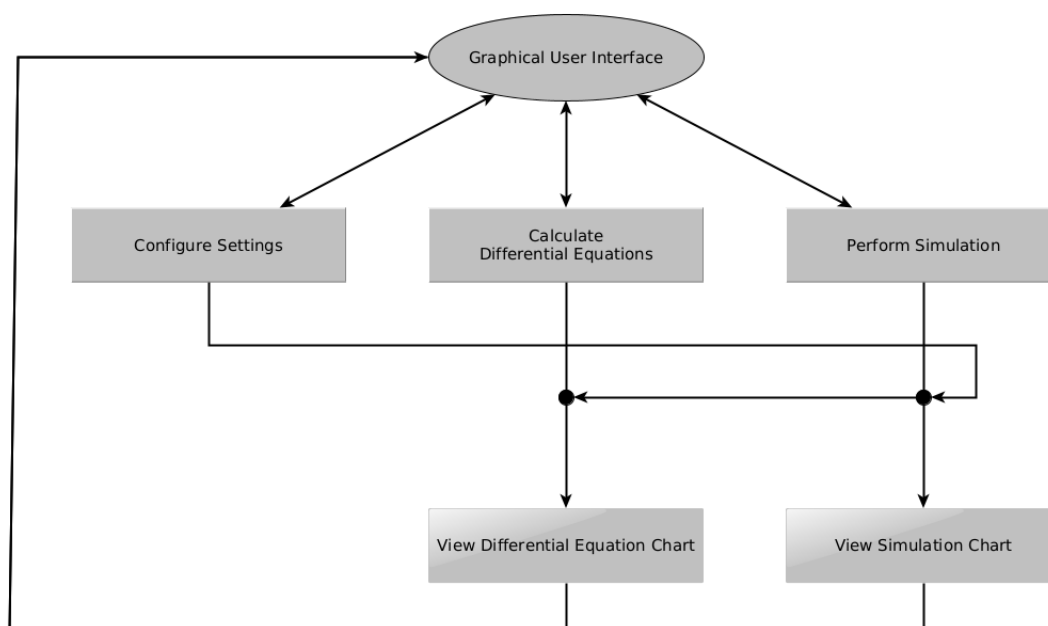 Graphical User Interface
Configure Settings
Calculate
Differential Equations
Perform Simulation
View Differential Equation Chart
View Simulation Chart